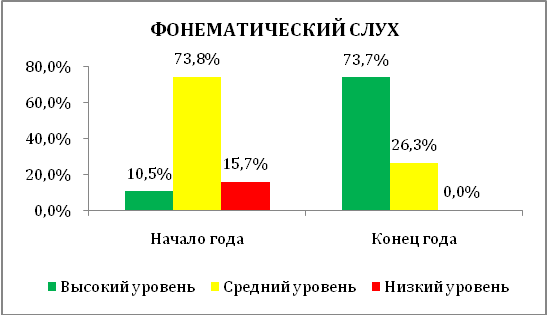 ФОНЕМАТИЧЕСКИЙ СЛУХ
80,0%
60,0%
40,0%
20,0%
0,0%
10,5%
73,8%
15,7%
73,7%
26,3%
0,0%
Начало года
Конец года
Высокий уровень
Средний уровень
Низкий уровень